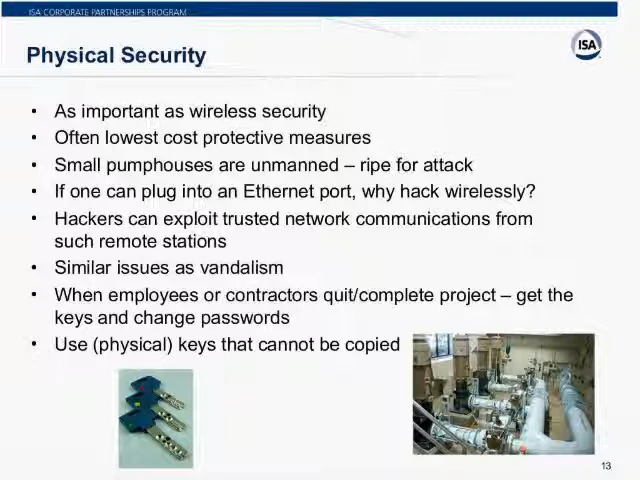 ISA CORPORATE PARTNERSHIPS PROGRAM
ISA
Physical Security
• As important as wireless security
• Often lowest cost protective measures
• Small pumphouses are unmanned – ripe for attack
• If one can plug into an Ethernet port, why hack wirelessly?
• Hackers can exploit trusted network communications from
such remote stations
• Similar issues as vandalism
• When employees or contractors quit/complete project – get the
keys and change passwords
• Use (physical) keys that cannot be copied
13